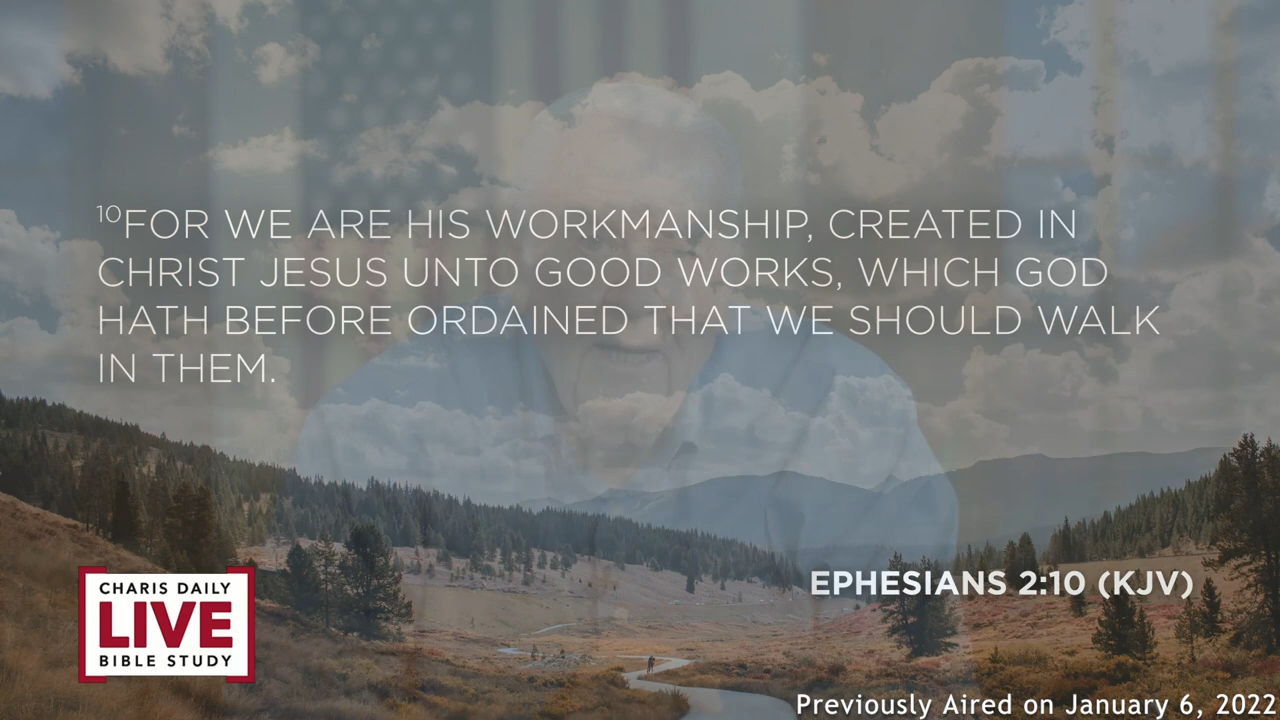 ¹⁰FOR WE ARE HIS WORKMANSHIP, CREATED IN
CHRIST JESUS UNTO GOOD WORKS, WHICH GOD
HATH BEFORE ORDAINED THAT WE SHOULD WALK
IN THEM.
EPHESIANS 2:10 (KJV)
CHARIS DAILY
LIVE
BIBLE STUDY
Previously Aired on January 6, 2022